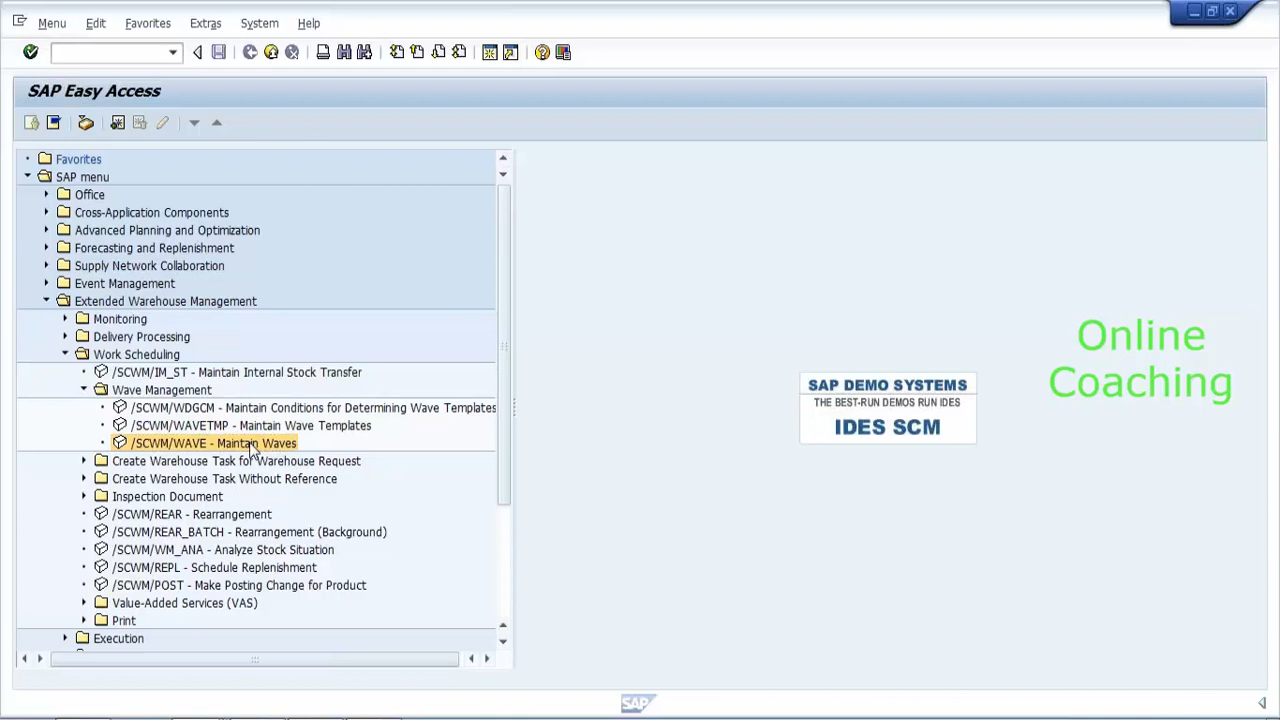 Menu Edit Favorites Extras System Help
SAP Easy Access
Favorites
SAP menu
Office
Cross-Application Components
Advanced Planning and Optimization
Forecasting and Replenishment
Supply Network Collaboration
Event Management
Extended Warehouse Management
Monitoring
Delivery Processing
Work Scheduling
/SCWM/IM_ST - Maintain Internal Stock Transfer
Wave Management
/SCWM/WDGCM - Maintain Conditions for Determining Wave Templates
/SCWM/WAVETMP - Maintain Wave Templates
/SCWM/WAVE - Maintain Waves
Create Warehouse Task for Warehouse Request
Create Warehouse Task Without Reference
Inspection Document
/SCWM/REAR - Rearrangement
/SCWM/REAR_BATCH - Rearrangement (Background)
/SCWM/WM_ANA - Analyze Stock Situation
/SCWM/REPL - Schedule Replenishment
/SCWM/POST - Make Posting Change for Product
Value-Added Services (VAS)
Print
Execution
SAP DEMO SYSTEMS
THE BEST-RUN DEMOS RUN IDES
IDES SCM
Online
Coaching
SAP